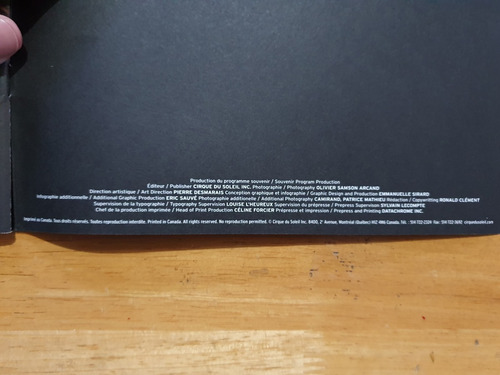 Production du programme souvenir / Souvenir Program Production
Éditeur / Publisher CIRQUE DU SOLEIL INC. Photographie / Photography OLIVIER SAMSON ARCAND
Direction artistique / Art Direction PIERRE DESMARAIS Conception graphique et infographie / Graphic Design and Production EMMANUELLE SIRARD
Infographie additionnelle / Additional Graphic Production ERIC SAUVÉ Photographie additionelle / Additional Photography CAMIRAND, PATRICE MATHIEU Rédaction / Copywriting RONALD CLÉMENT
Supervision de la typographie / Typography Supervision LOUISE L'HEUREUX Supervision du prépresse / Prepress Supervison SYLVAIN LECOMPTE
Chef de la production imprimée / Head of Print Production CÉLINE FORCIER Prépresse et impression / Prepress and Printing DATACHROME INC.
Imprimé au Canada. Tous droits réservés. Toutes reproduction interdite. Printed in Canada. All rights reserved. No reproduction permitted. © Cirque du Soleil Inc. 8400, 2e Avenue, Montréal (Québec) H1Z 4M6 Canada. Tél. : 514 722-2324 Fax : 514 722-3692 cirquedusoleil.com